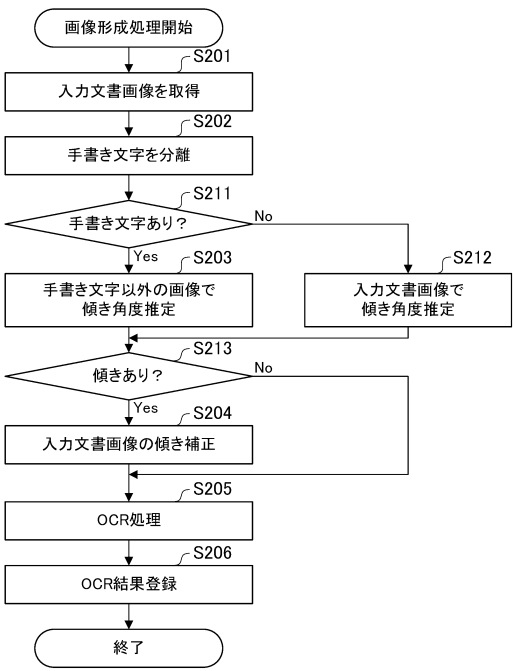 画像形成処理開始
S201
入力文書画像を取得
S202
手書き文字を分離
S211
手書き文字あり？
No
Yes
S203
手書き文字以外の画像で
傾き角度推定
S212
入力文書画像で
傾き角度推定
S213
傾きあり？
No
Yes
S204
入力文書画像の傾き補正
S205
OCR処理
S206
OCR結果登録
終了